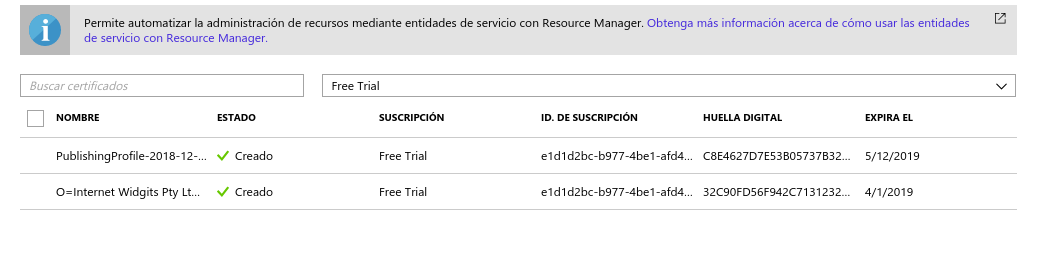 Permite automatizar la administración de recursos mediante entidades de servicio con Resource Manager. Obtenga más información acerca de cómo usar las entidades
de servicio con Resource Manager.
Buscar certificados
Free Trial
NOMBRE ESTADO SUSCRIPCIÓN ID. DE SUSCRIPCIÓN HUELLA DIGITAL EXPIRA EL
PublishingProfile-2018-12-... Creado Free Trial e1d1d2bc-b977-4be1-afd4... C8E4627D7E53B05737B32... 5/12/2019
O=Internet Widgits Pty Lt... Creado Free Trial e1d1d2bc-b977-4be1-afd4... 32C90FD56F942C7131232... 4/1/2019